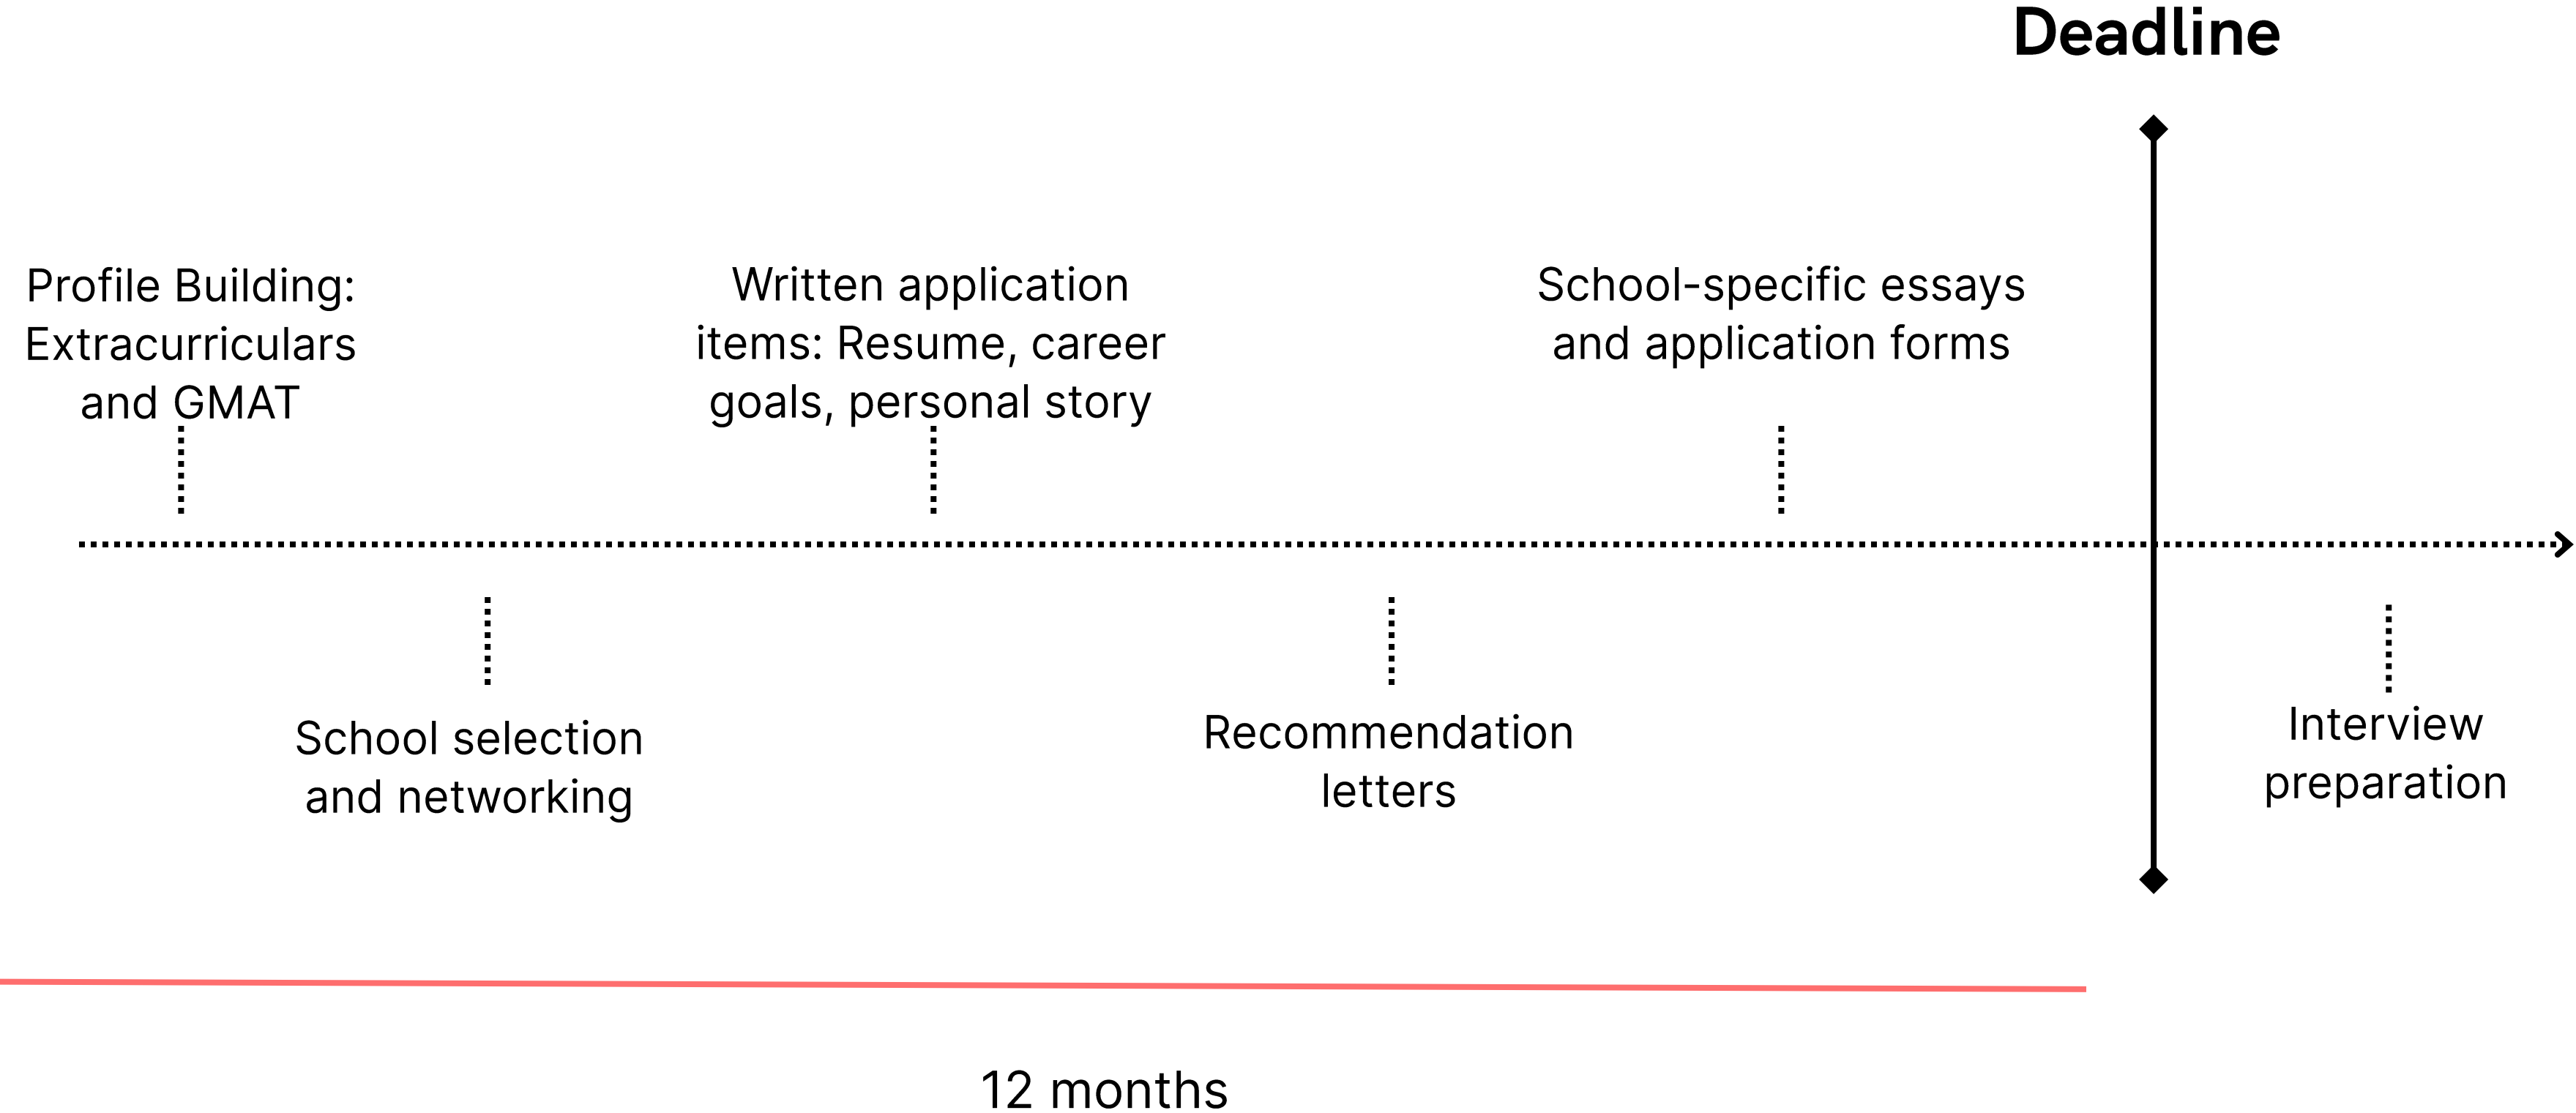 Deadline
Profile Building:
Extracurriculars
and GMAT
Written application
items: Resume, career
goals, personal story
School-specific essays
and application forms
School selection
and networking
Recommendation
letters
Interview
preparation
12 months